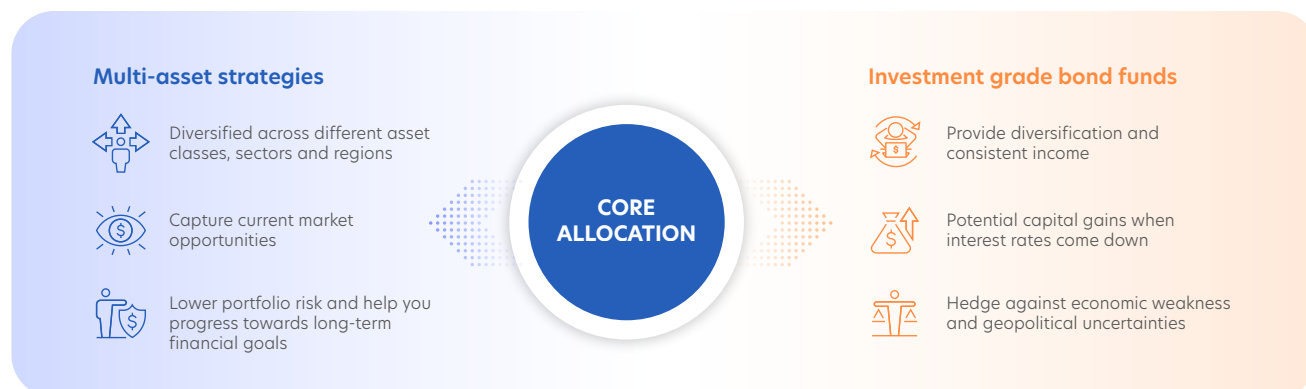 Multi-asset strategies
Diversified across different asset
classes, sectors and regions
Capture current market
opportunities
Lower portfolio risk and help you
progress towards long-term
financial goals
CORE
ALLOCATION
Investment grade bond funds
Provide diversification and
consistent income
Potential capital gains when
interest rates come down
Hedge against economic weakness
and geopolitical uncertainties